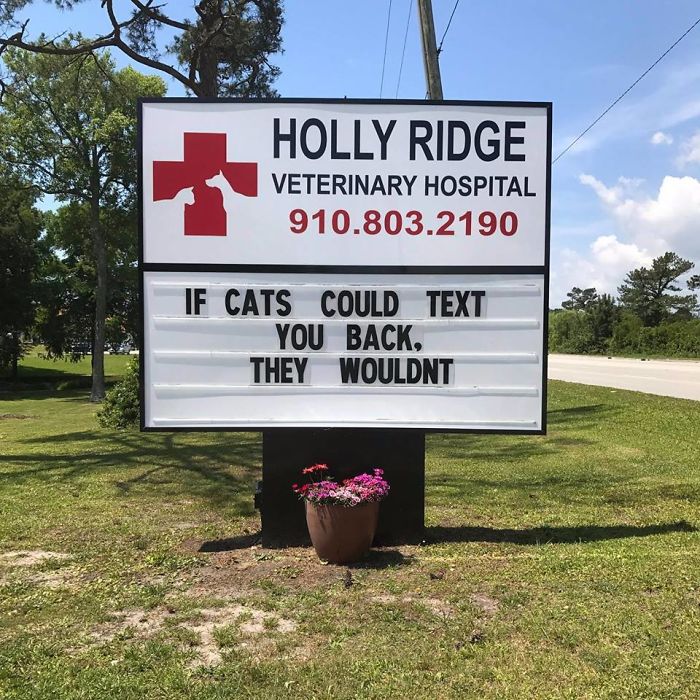 HOLLY RIDGE
VETERINARY HOSPITAL
910.803.2190
IF CATS COULD TEXT
YOU BACK,
THEY WOULDNT